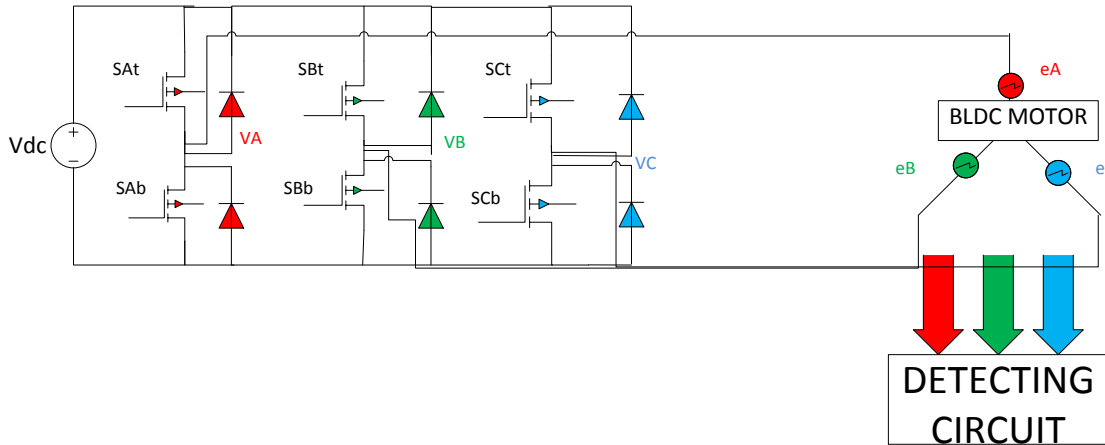 SAt
SBt
SCt
eA
BLDC MOTOR
Vdc
+
−
VA
VB
VC
eB
e
SAb
SBb
SCb
DETECTING
CIRCUIT